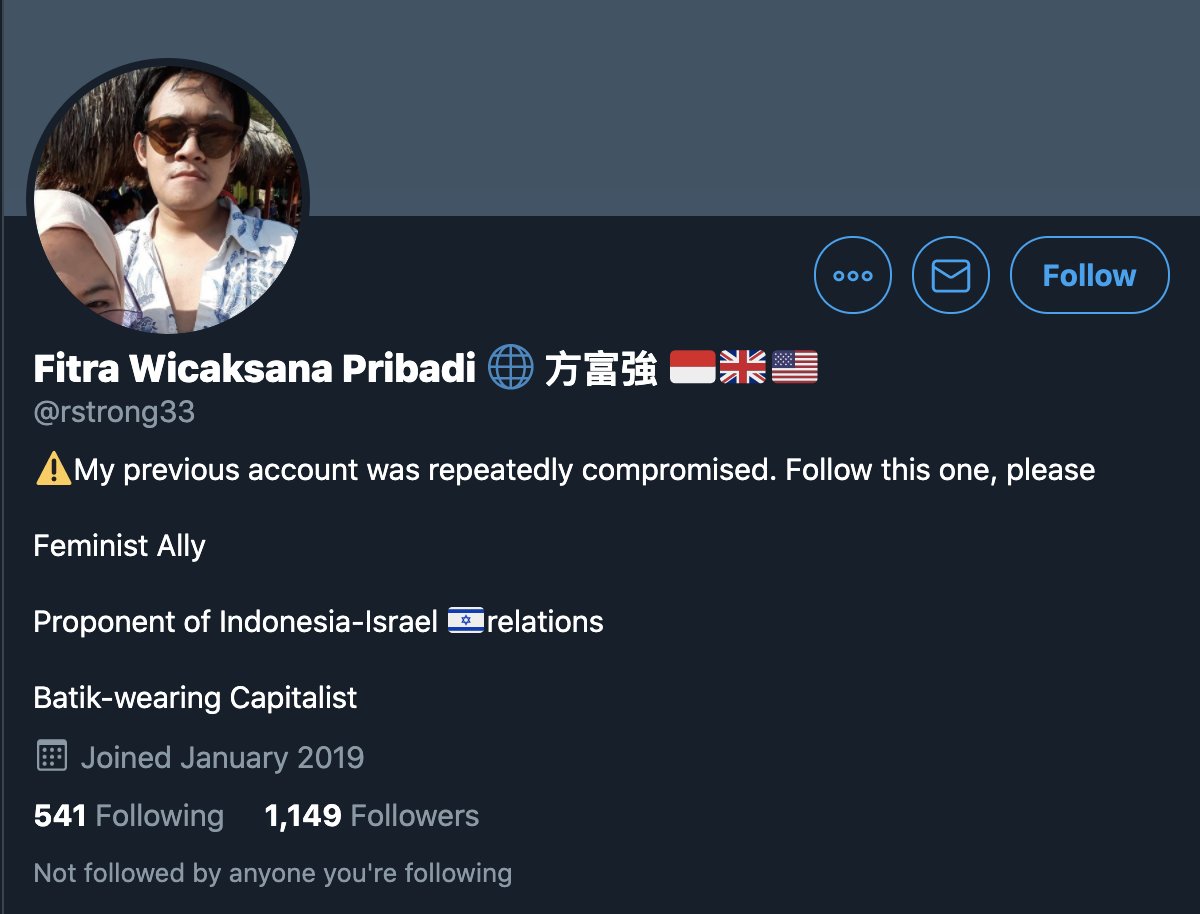 Follow
Fitra Wicaksana Pribadi 🌐 方富強 🇮🇩🇬🇧🇺🇸
@rstrong33
⚠️My previous account was repeatedly compromised. Follow this one, please
Feminist Ally
Proponent of Indonesia-Israel 🇮🇱relations
Batik-wearing Capitalist
Joined January 2019
541 Following 1,149 Followers
Not followed by anyone you're following